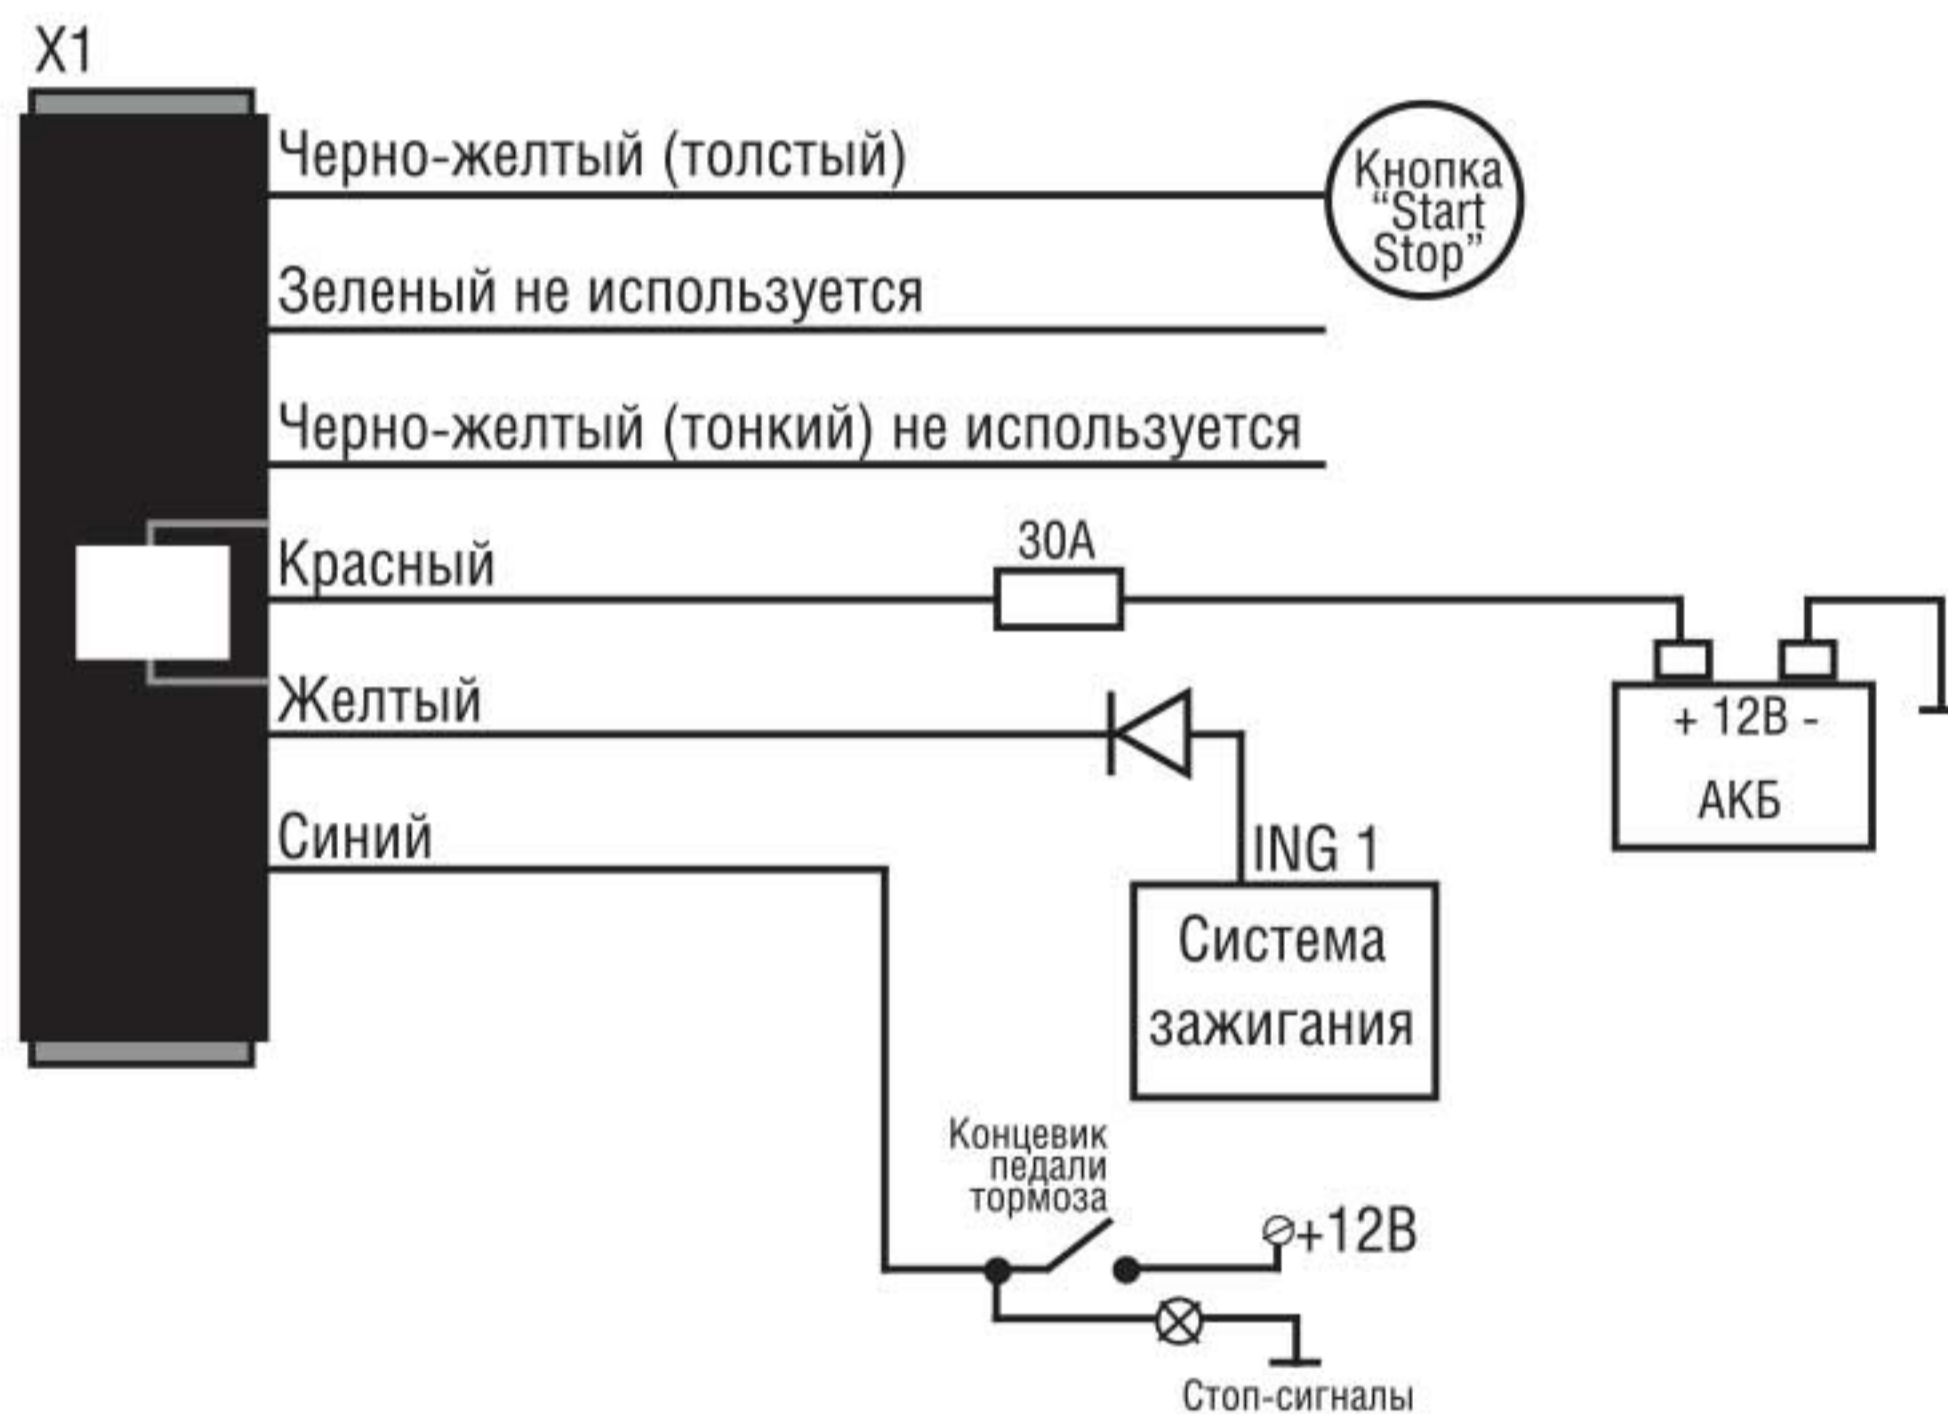 X1
Черно-желтый (толстый)
Кнопка
“Start
Stop”
Зеленый не используется
Черно-желтый (тонкий) не используется
Красный
30А
+ 12В -
АКБ
Желтый
ING 1
Система
зажигания
Синий
Концевик
педали
тормоза
+12В
Стоп-сигналы